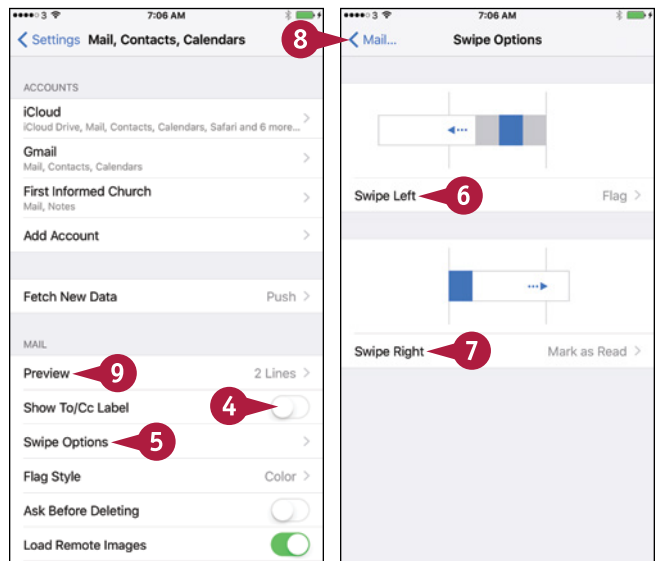 3 7:06 AM
Settings Mail, Contacts, Calendars
ACCOUNTS
iCloud
iCloud Drive, Mail, Contacts, Calendars, Safari and 6 more...
Gmail
Mail, Contacts, Calendars
First Informed Church
Mail, Notes
Add Account
Fetch New Data Push
MAIL
Preview 9 2 Lines
Show To/Cc Label 4
Swipe Options 5
Flag Style Color
Ask Before Deleting
Load Remote Images
3 7:06 AM
8 Mail... Swipe Options
Swipe Left 6 Flag
Swipe Right 7 Mark as Read